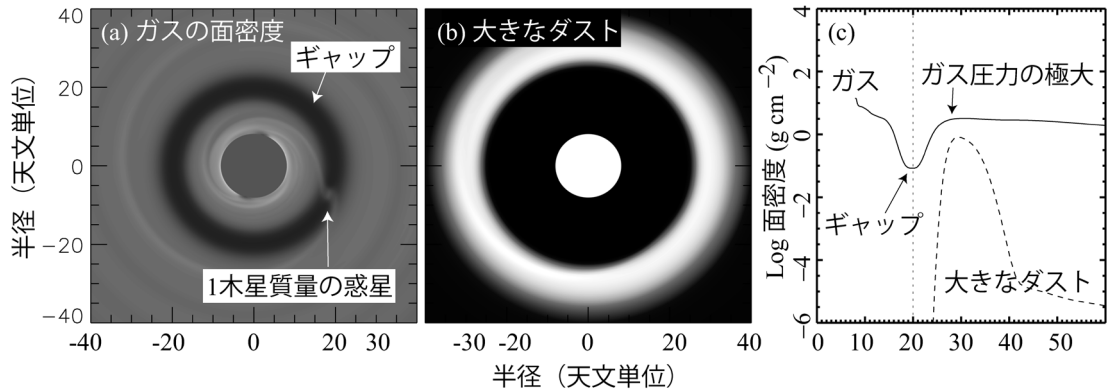 (a) ガスの面密度
ギャップ
1木星質量の惑星
40
20
0
-20
-40
半径（天文単位）
-40
-20
0
20
30
(b) 大きなダスト
-30
-20
0
20
40
半径（天文単位）
(c)
ガス
ガス圧力の極大
ギャップ
大きなダスト
4
2
0
-2
-4
-6
Log 面密度 (g cm⁻²)
0
10
20
30
40
50